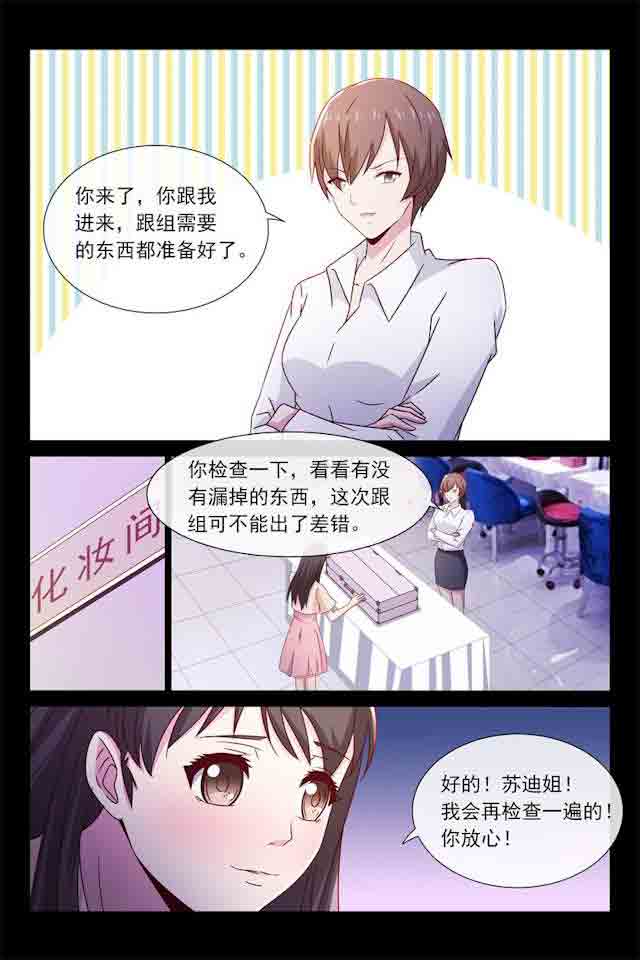 你来了，你跟我
进来，跟组需要
的东西都准备好了。
化妆间
你检查一下，看看有没
有漏掉的东西，这次跟
组可不能出了差错。
好的！苏迪姐！
我会再检查一遍的！
你放心！